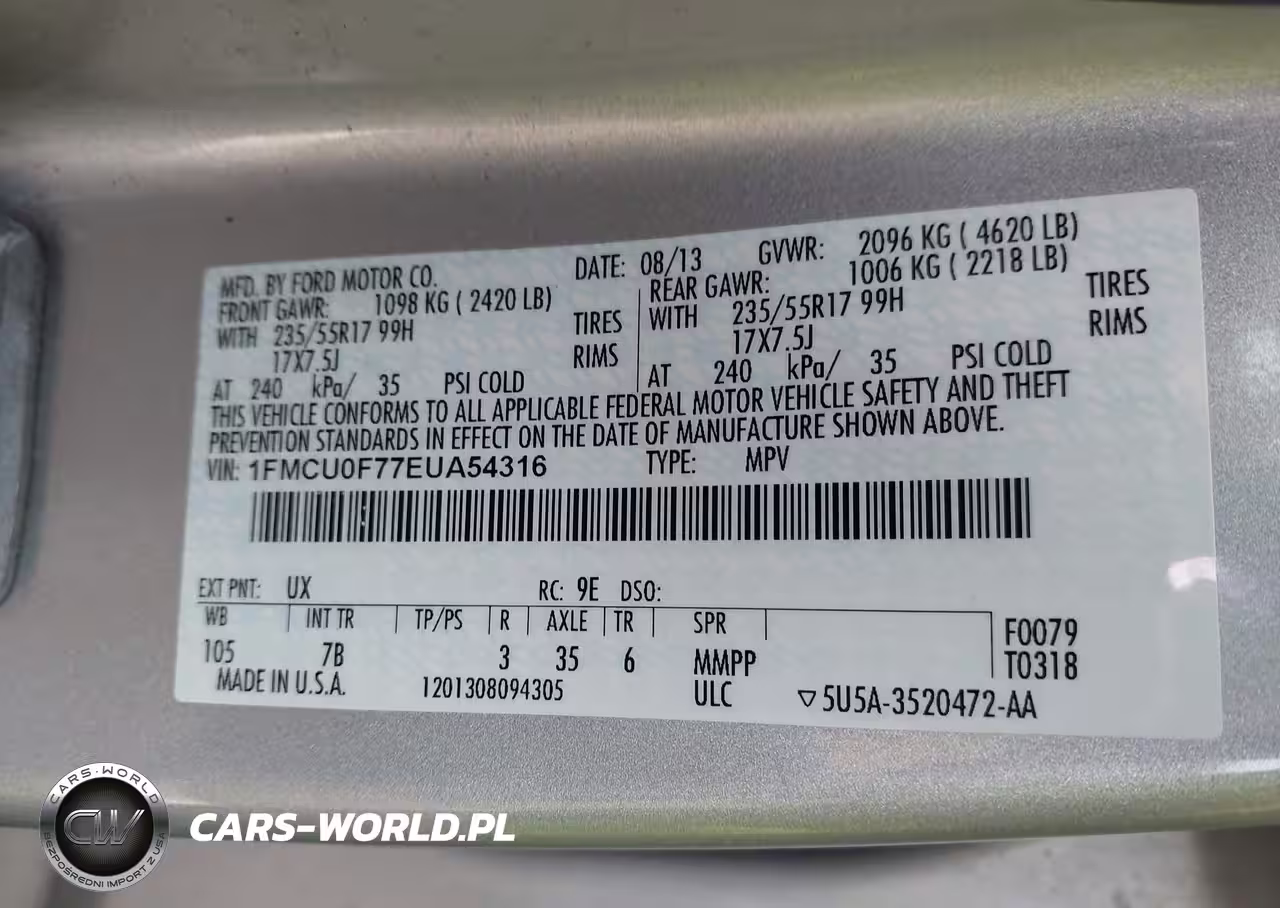 MFD. BY FORD MOTOR CO. DATE: 08/13 GVWR: 2096 KG ( 4620 LB)
FRONT GAWR: 1098 KG ( 2420 LB) REAR GAWR: 1006 KG ( 2218 LB)
WITH 235/55R17 99H TIRES WITH 235/55R17 99H TIRES
17X7.5J RIMS 17X7.5J RIMS
AT 240 kPa/ 35 PSI COLD AT 240 kPa/ 35 PSI COLD
THIS VEHICLE CONFORMS TO ALL APPLICABLE FEDERAL MOTOR VEHICLE SAFETY AND THEFT
PREVENTION STANDARDS IN EFFECT ON THE DATE OF MANUFACTURE SHOWN ABOVE.
VIN: 1FMCU0F77EUA54316 TYPE: MPV
EXT PNT: UX RC: 9E DSO:
WB INT TR TP/PS R AXLE TR SPR F0079
105 7B 3 35 6 MMPP T0318
MADE IN U.S.A. 1201308094305 ULC ▽5U5A-3520472-AA
CARS-WORLD
CW
BEZPOŚREDNI IMPORT Z USA
CARS-WORLD.PL